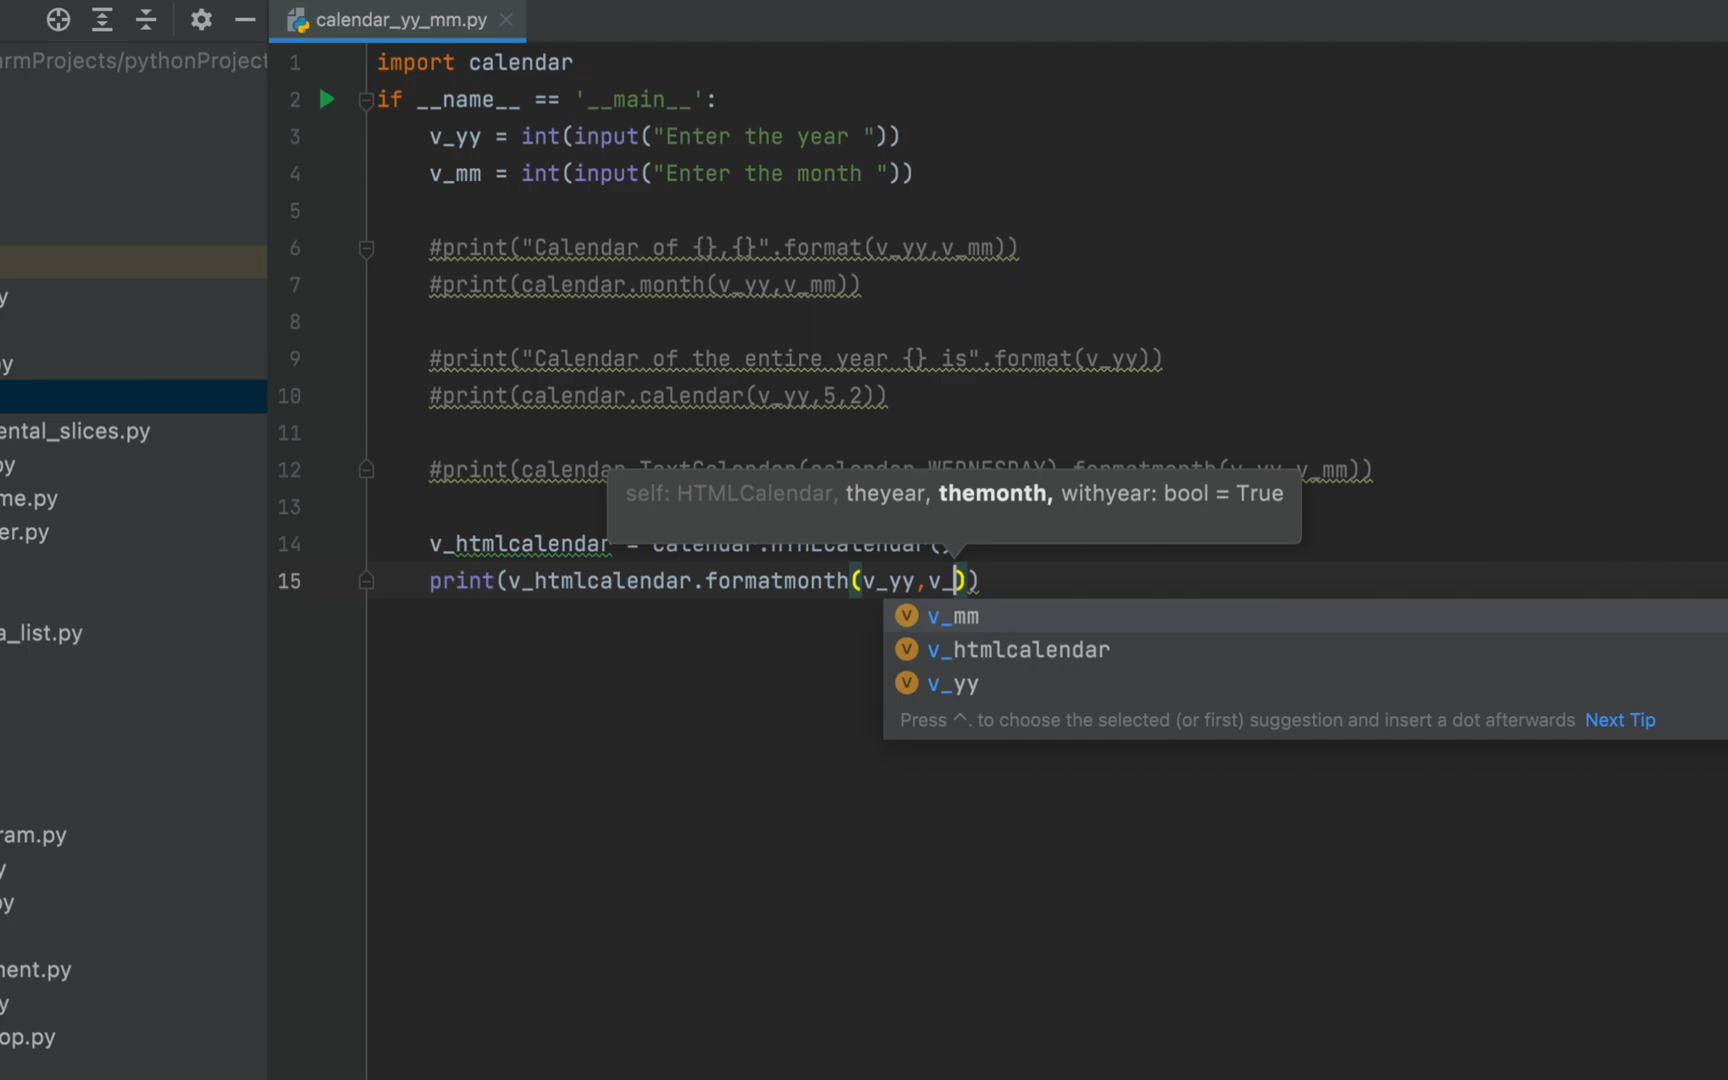 calendar_yy_mm.py
armProjects/pythonProject
1 import calendar
2 if __name__ == '__main__':
3 v_yy = int(input("Enter the year "))
4 v_mm = int(input("Enter the month "))
5
6 #print("Calendar of {},{}".format(v_yy,v_mm))
7 #print(calendar.month(v_yy,v_mm))
8
9 #print("Calendar of the entire year {} is".format(v_yy))
10 #print(calendar.calendar(v_yy,5,2))
11
12 #print(calendar.TextCalendar(calendar.WEDNESDAY).formatmonth(v_yy,v_mm))
self: HTMLCalendar, theyear, themonth, withyear: bool = True
13
14 v_htmlcalendar = calendar.HTMLCalendar()
15 print(v_htmlcalendar.formatmonth(v_yy,v_))
v_mm
v_htmlcalendar
v_yy
Press ^. to choose the selected (or first) suggestion and insert a dot afterwards Next Tip
y
py
ental_slices.py
py
me.py
er.py
a_list.py
ram.py
y
py
ment.py
y
op.py